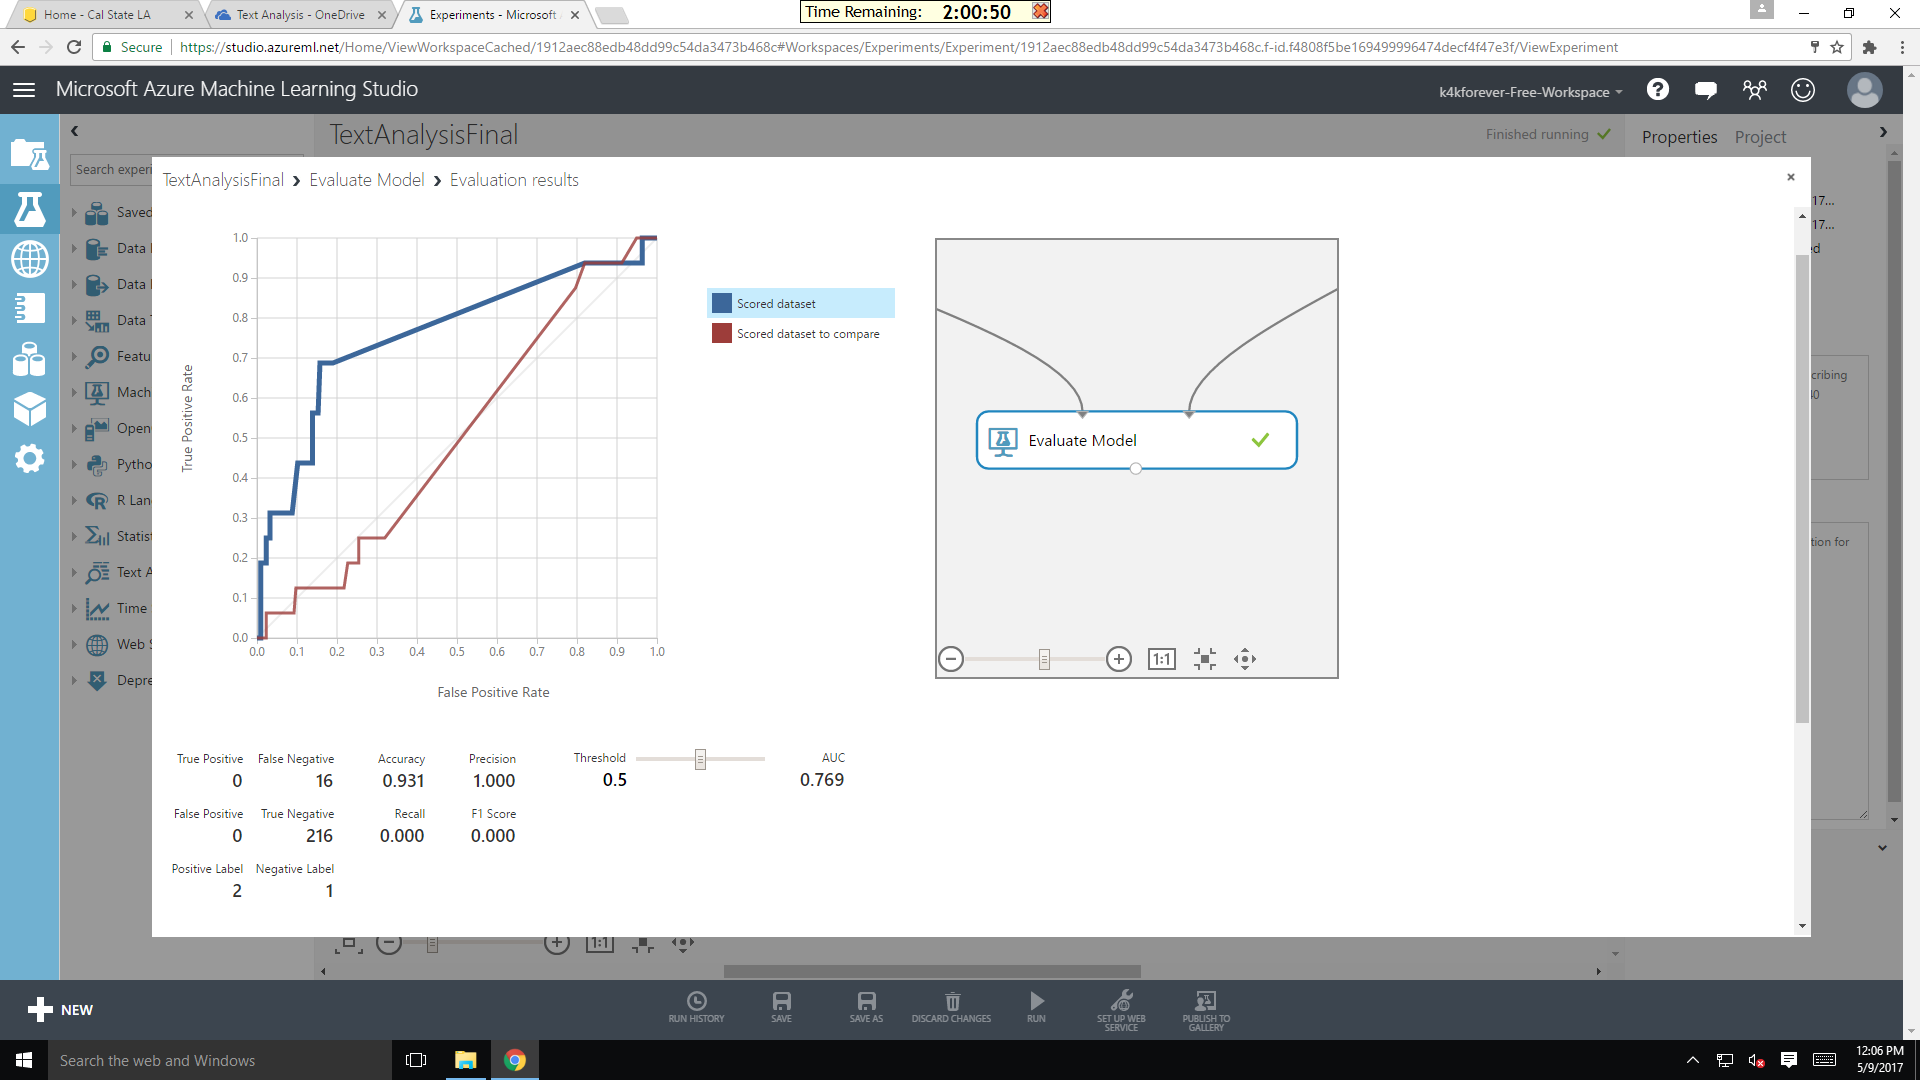 Home - Cal State LA
Text Analysis - OneDrive
Experiments - Microsoft
Time Remaining: 2:00:50
Secure
https://studio.azureml.net/Home/ViewWorkspaceCached/1912aec88edb48dd99c54da3473b468c#Workspaces/Experiments/Experiment/1912aec88edb48dd99c54da3473b468c.f-id.f4808f5be169499996474decf4f47e3f/ViewExperiment
Microsoft Azure Machine Learning Studio
k4kforever-Free-Workspace
TextAnalysisFinal
Finished running
Properties Project
Search experi
Saved
Data
Data
Data T
Featu
Mach
Open
Pytho
R Lan
Statist
Text A
Time
Web S
Depre
17...
17...
ed
cribing
40
tion for
TextAnalysisFinal › Evaluate Model › Evaluation results
True Positive Rate
1.0
0.9
0.8
0.7
0.6
0.5
0.4
0.3
0.2
0.1
0.0
0.0 0.1 0.2 0.3 0.4 0.5 0.6 0.7 0.8 0.9 1.0
False Positive Rate
Scored dataset
Scored dataset to compare
Evaluate Model
1:1
True Positive False Negative Accuracy Precision Threshold AUC
0 16 0.931 1.000 0.5 0.769
False Positive True Negative Recall F1 Score
0 216 0.000 0.000
Positive Label Negative Label
2 1
1:1
NEW
RUN HISTORY
SAVE
SAVE AS
DISCARD CHANGES
RUN
SET UP WEB
SERVICE
PUBLISH TO
GALLERY
Search the web and Windows
12:06 PM
5/9/2017